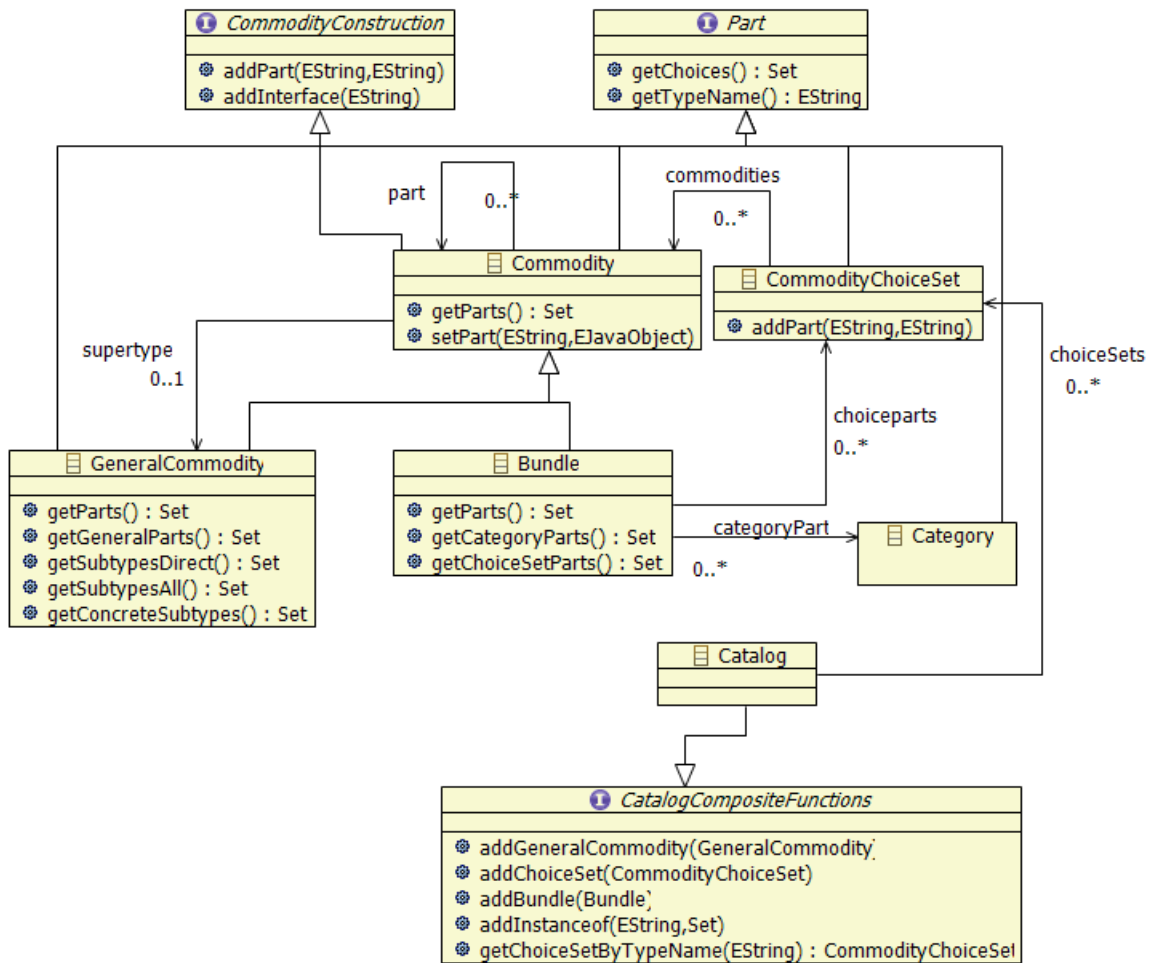 CommodityConstruction
addPart(EString,EString)
addInterface(EString)
Part
getChoices() : Set
getTypeName() : EString
part
0..*
commodities
0..*
Commodity
getParts() : Set
setPart(EString,EJavaObject)
CommodityChoiceSet
addPart(EString,EString)
supertype
0..1
choiceSets
0..*
choiceparts
0..*
GeneralCommodity
getParts() : Set
getGeneralParts() : Set
getSubtypesDirect() : Set
getSubtypesAll() : Set
getConcreteSubtypes() : Set
Bundle
getParts() : Set
getCategoryParts() : Set
getChoiceSetParts() : Set
categoryPart
0..*
Category
Catalog
CatalogCompositeFunctions
addGeneralCommodity(GeneralCommodity)
addChoiceSet(CommodityChoiceSet)
addBundle(Bundle)
addInstanceof(EString,Set)
getChoiceSetByTypeName(EString) : CommodityChoiceSet